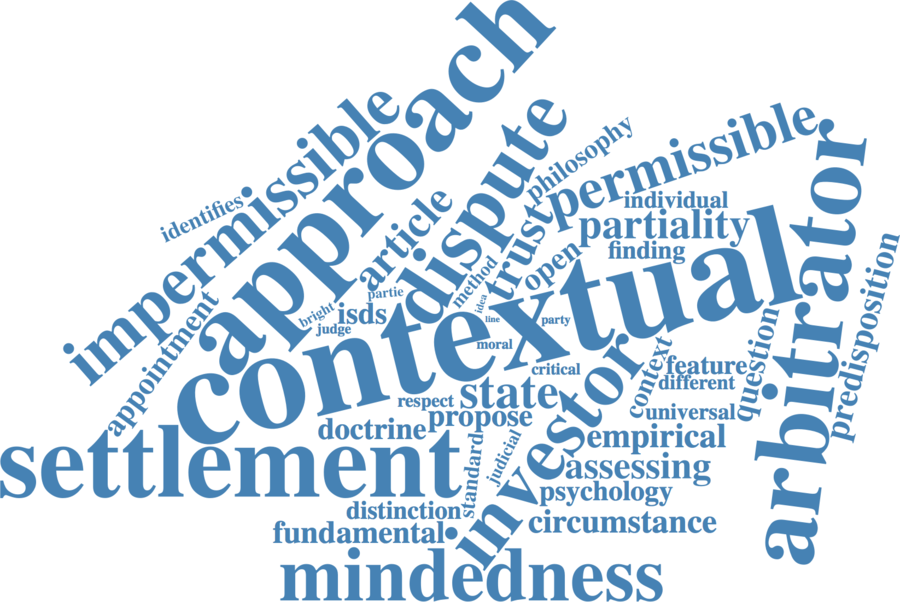 approach
impermissible
dispute
philosophy
permissible
arbitrator
identifies
article
trust
individual
partiality
finding
open
method
idea
partie
bright
isds
judge
line
party
moral
contextual
appointment
predisposition
critical
context
feature
different
question
respect
state
propose
universal
doctrine
investor
empirical
settlement
standard
judicial
assessing
psychology
distinction
circumstance
fundamental
mindedness